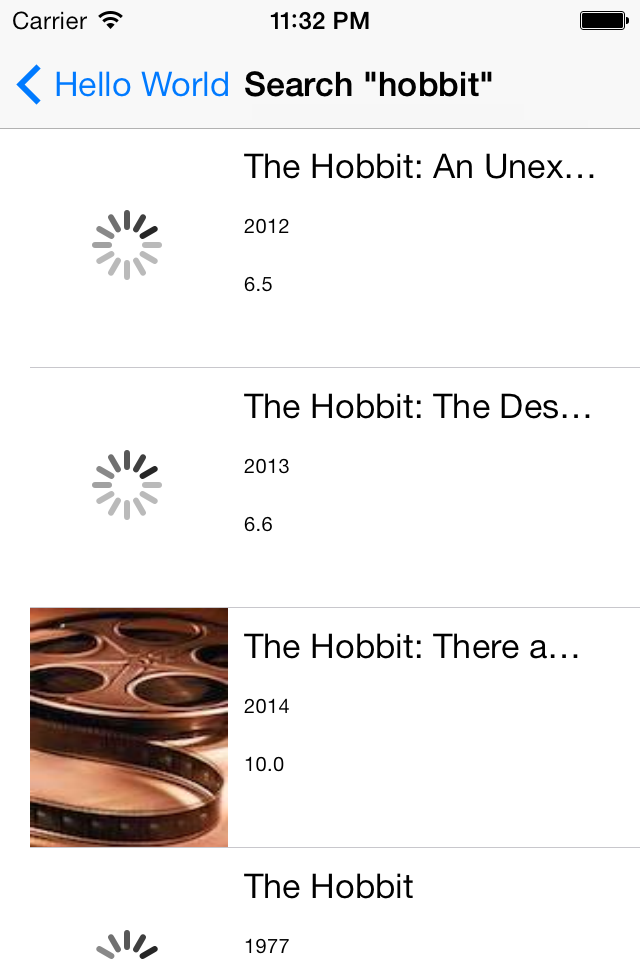 Carrier 11:32 PM
Hello World Search "hobbit"
The Hobbit: An Unex...
2012
6.5
The Hobbit: The Des...
2013
6.6
The Hobbit: There a...
2014
10.0
The Hobbit
1977